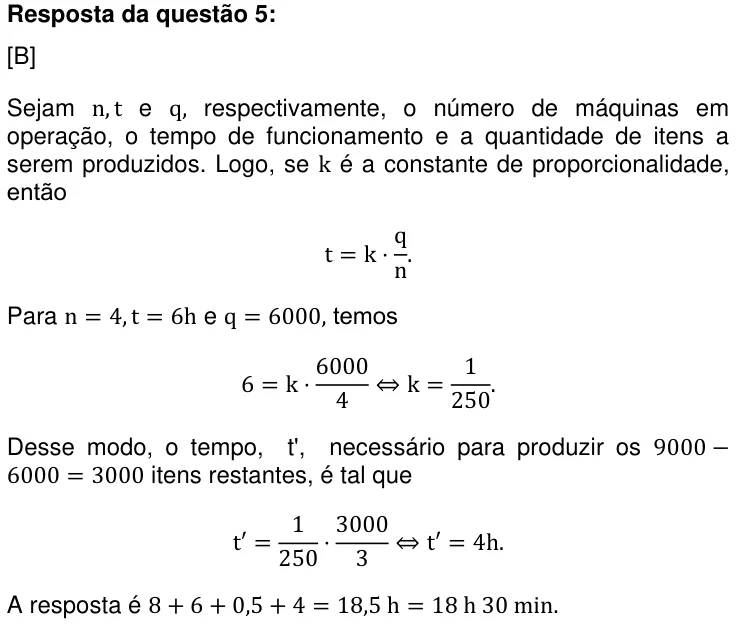 Resposta da questão 5:
[B]
Sejam n, t e q, respectivamente, o número de máquinas em
operação, o tempo de funcionamento e a quantidade de itens a
serem produzidos. Logo, se k é a constante de proporcionalidade,
então
t = k · q/n.
Para n = 4, t = 6h e q = 6000, temos
6 = k · 6000/4 ⇔ k = 1/250.
Desse modo, o tempo, t', necessário para produzir os 9000 −
6000 = 3000 itens restantes, é tal que
t′ = 1/250 · 3000/3 ⇔ t′ = 4h.
A resposta é 8 + 6 + 0,5 + 4 = 18,5 h = 18 h 30 min.